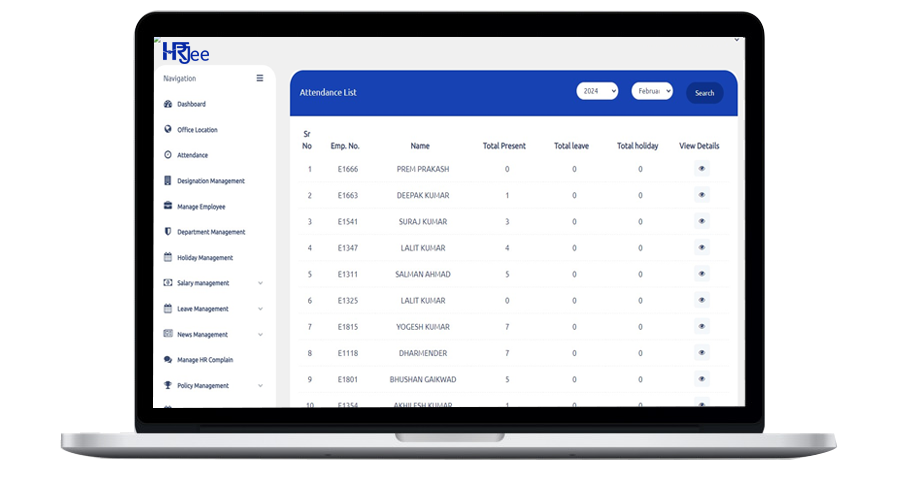 HRJee
Navigation
Dashboard
Office Location
Attendance
Designation Management
Manage Employee
Department Management
Holiday Management
Salary management
Leave Management
News Management
Manage HR Complain
Policy Management
Attendance List 2024 Februar Search
Sr No Emp. No. Name Total Present Total leave Total holiday View Details
1 E1666 PREM PRAKASH 0 0 0
2 E1663 DEEPAK KUMAR 1 0 0
3 E1541 SURAJ KUMAR 3 0 0
4 E1347 LALIT KUMAR 4 0 0
5 E1311 SALMAN AHMAD 5 0 0
6 E1325 LALIT KUMAR 0 0 0
7 E1815 YOGESH KUMAR 7 0 0
8 E1118 DHARMENDER 7 0 0
9 E1801 BHUSHAN GAIKWAD 5 0 0
10 E1354 AKHILESH KUMAR 1 0 0